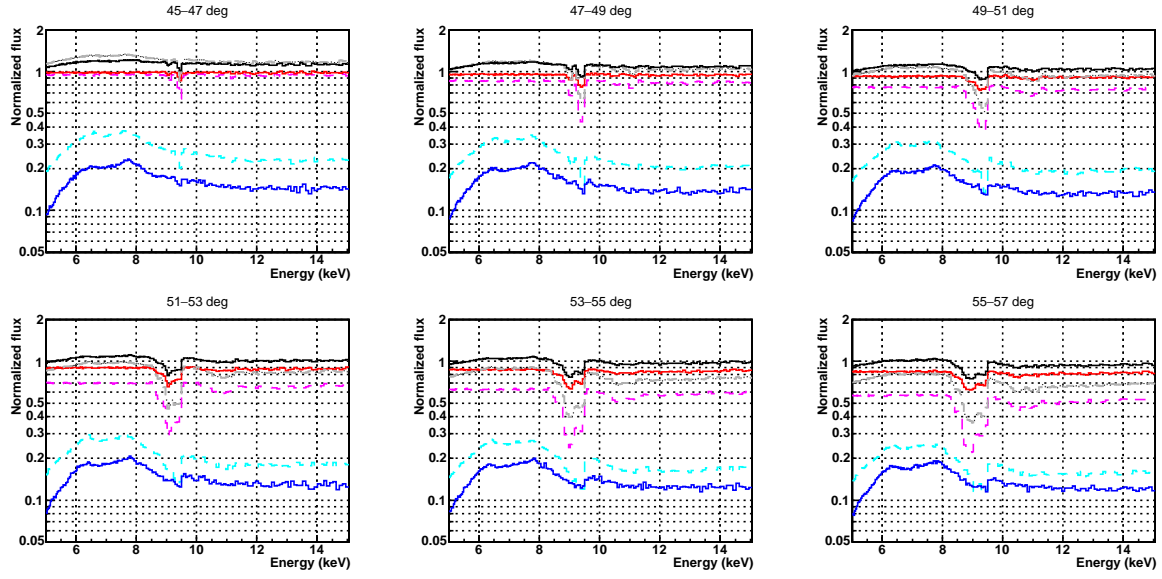 45–47 deg
47–49 deg
49–51 deg
Normalized flux
2
1
0.5
0.4
0.3
0.2
0.1
0.05
6 8 10 12 14
Energy (keV)
Normalized flux
2
1
0.5
0.4
0.3
0.2
0.1
0.05
6 8 10 12 14
Energy (keV)
Normalized flux
2
1
0.5
0.4
0.3
0.2
0.1
0.05
6 8 10 12 14
Energy (keV)
51–53 deg
53–55 deg
55–57 deg
Normalized flux
2
1
0.5
0.4
0.3
0.2
0.1
0.05
6 8 10 12 14
Energy (keV)
Normalized flux
2
1
0.5
0.4
0.3
0.2
0.1
0.05
6 8 10 12 14
Energy (keV)
Normalized flux
2
1
0.5
0.4
0.3
0.2
0.1
0.05
6 8 10 12 14
Energy (keV)